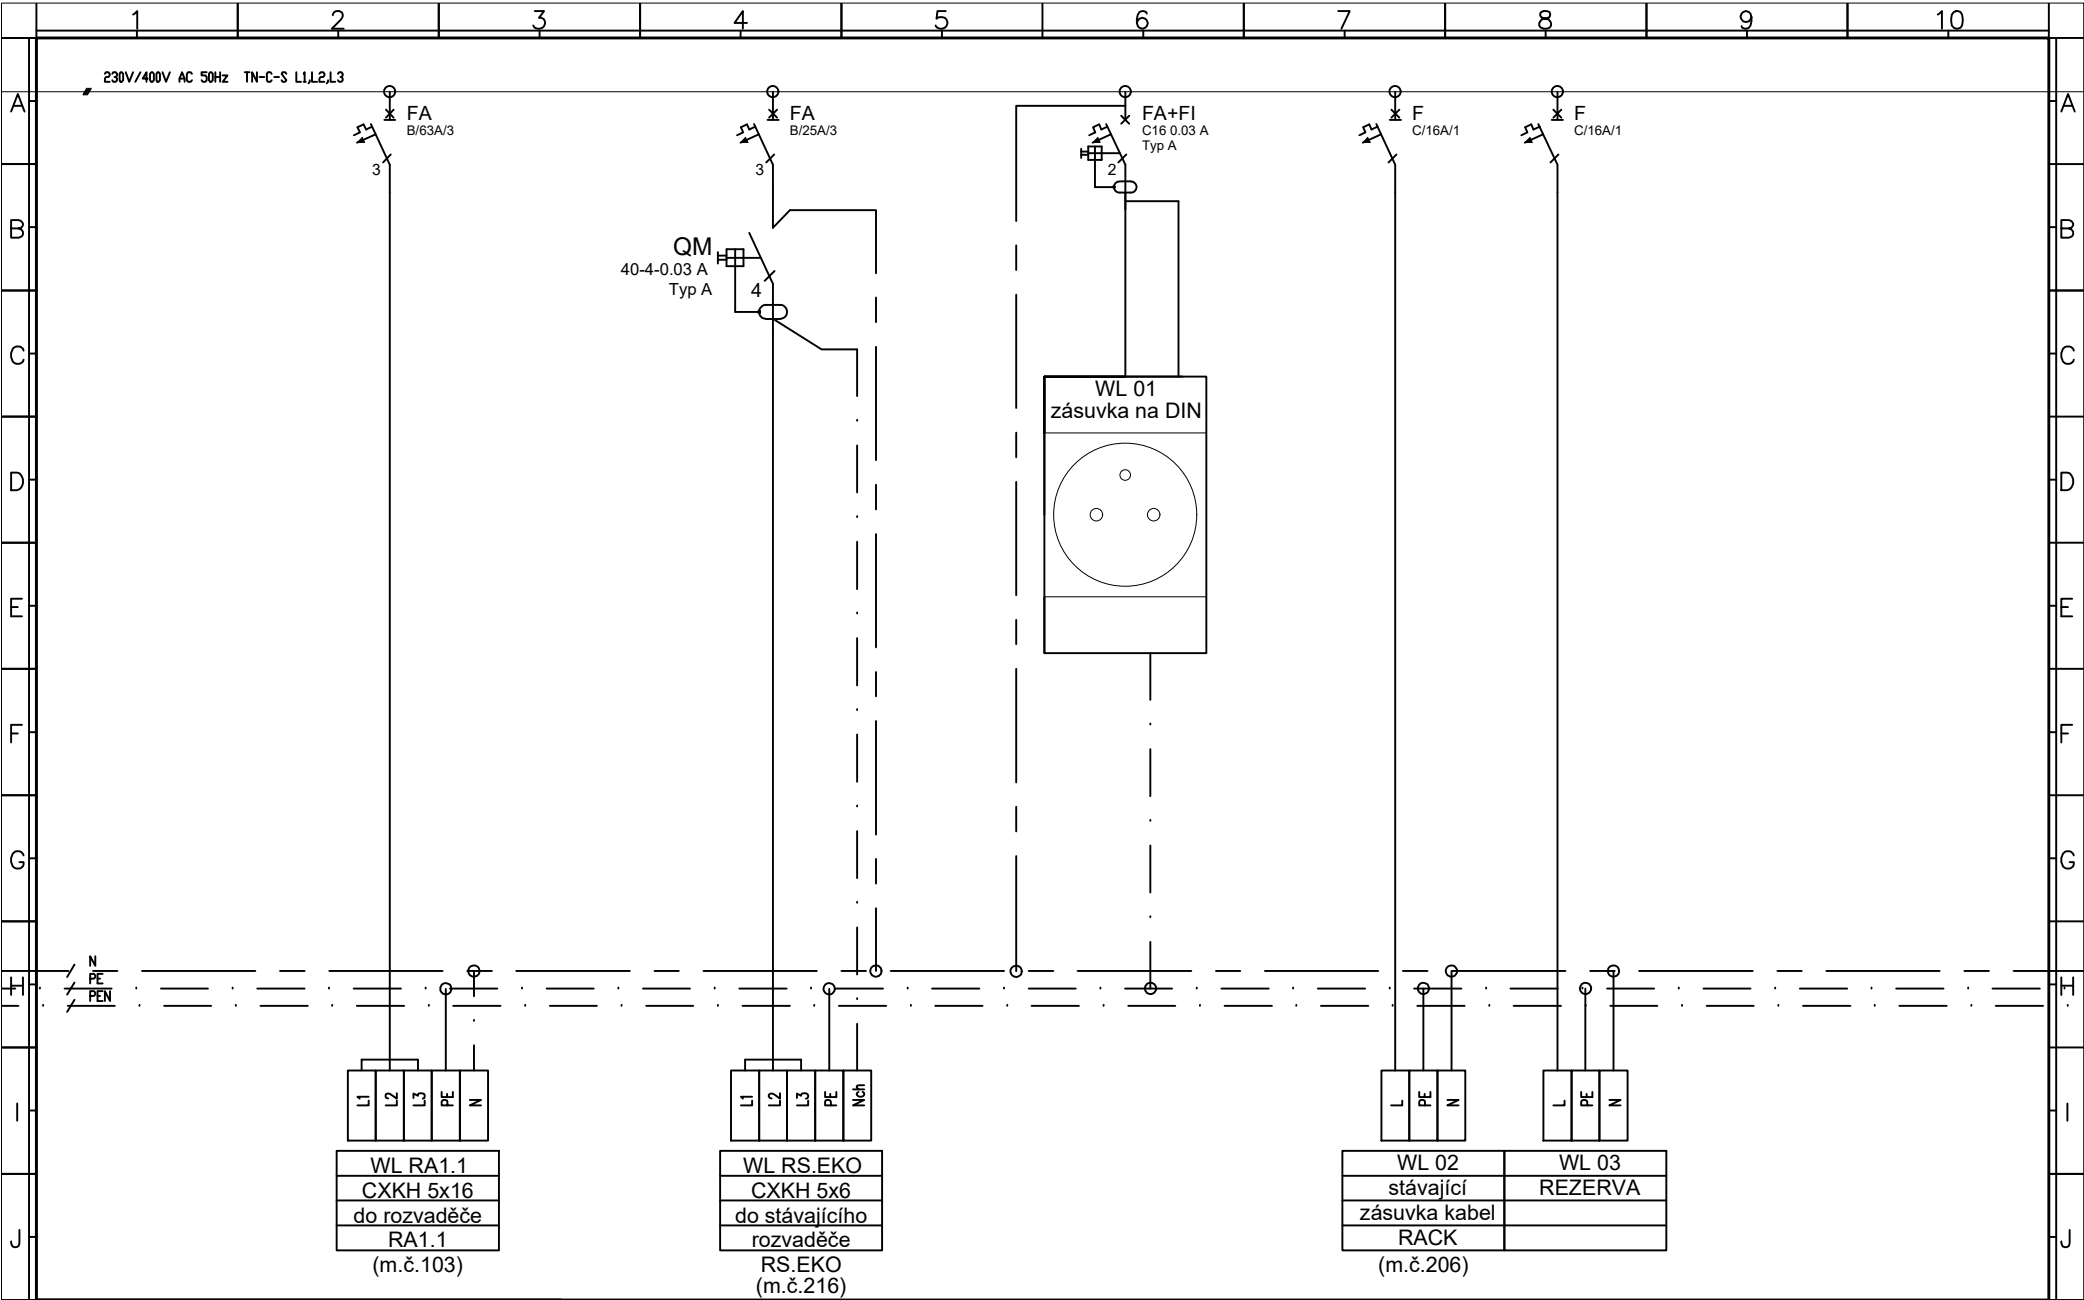 1 2 3 4 5 6 7 8 9 10
230V/400V AC 50Hz TN-C-S L1,L2,L3
A A
FA
B/63A/3
3
FA
B/25A/3
3
FA+FI
C16 0.03 A
Typ A
2
F
C/16A/1
F
C/16A/1
B B
QM
40-4-0.03 A
Typ A
4
C C
WL 01
zásuvka na DIN
D D
E E
F F
G G
N
PE
PEN
H H
L1 L2 L3 PE N
L1 L2 L3 PE Nch
L PE N
L PE N
I I
WL RA1.1
CXKH 5x16
do rozvaděče
RA1.1
(m.č.103)
WL RS.EKO
CXKH 5x6
do stávajícího
rozvaděče
RS.EKO
(m.č.216)
WL 02
stávající
zásuvka kabel
RACK
(m.č.206)
WL 03
REZERVA
J J